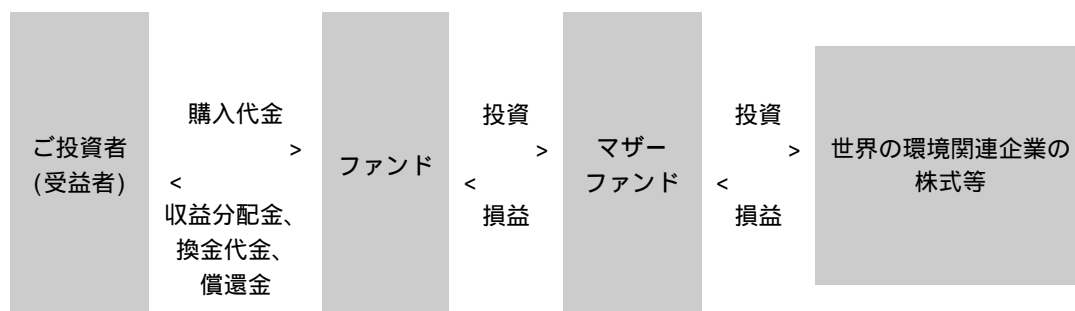 ご投資者
(受益者)
購入代金
>
<
収益分配金、
換金代金、
償還金
ファンド
投資
>
<
損益
マザー
ファンド
投資
>
<
損益
世界の環境関連企業の
株式等